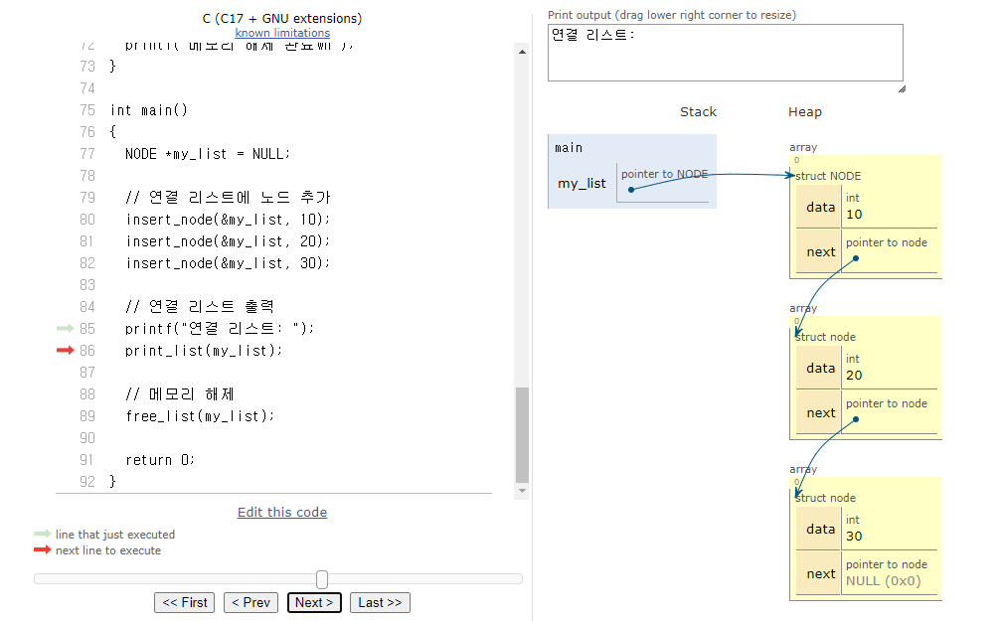 C (C17 + GNU extensions)
known limitations
72 printf("메모리 해제 완료\n");
73 }
74
75 int main()
76 {
77 NODE *my_list = NULL;
78
79 // 연결 리스트에 노드 추가
80 insert_node(&my_list, 10);
81 insert_node(&my_list, 20);
82 insert_node(&my_list, 30);
83
84 // 연결 리스트 출력
85 printf("연결 리스트: ");
86 print_list(my_list);
87
88 // 메모리 해제
89 free_list(my_list);
90
91 return 0;
92 }
Edit this code
line that just executed
next line to execute
<< First < Prev Next > Last >>
Print output (drag lower right corner to resize)
연결 리스트:
Stack Heap
main
my_list
pointer to NODE
array
0
struct NODE
data
int
10
next
pointer to node
array
0
struct node
data
int
20
next
pointer to node
array
0
struct node
data
int
30
next
pointer to node
NULL (0x0)